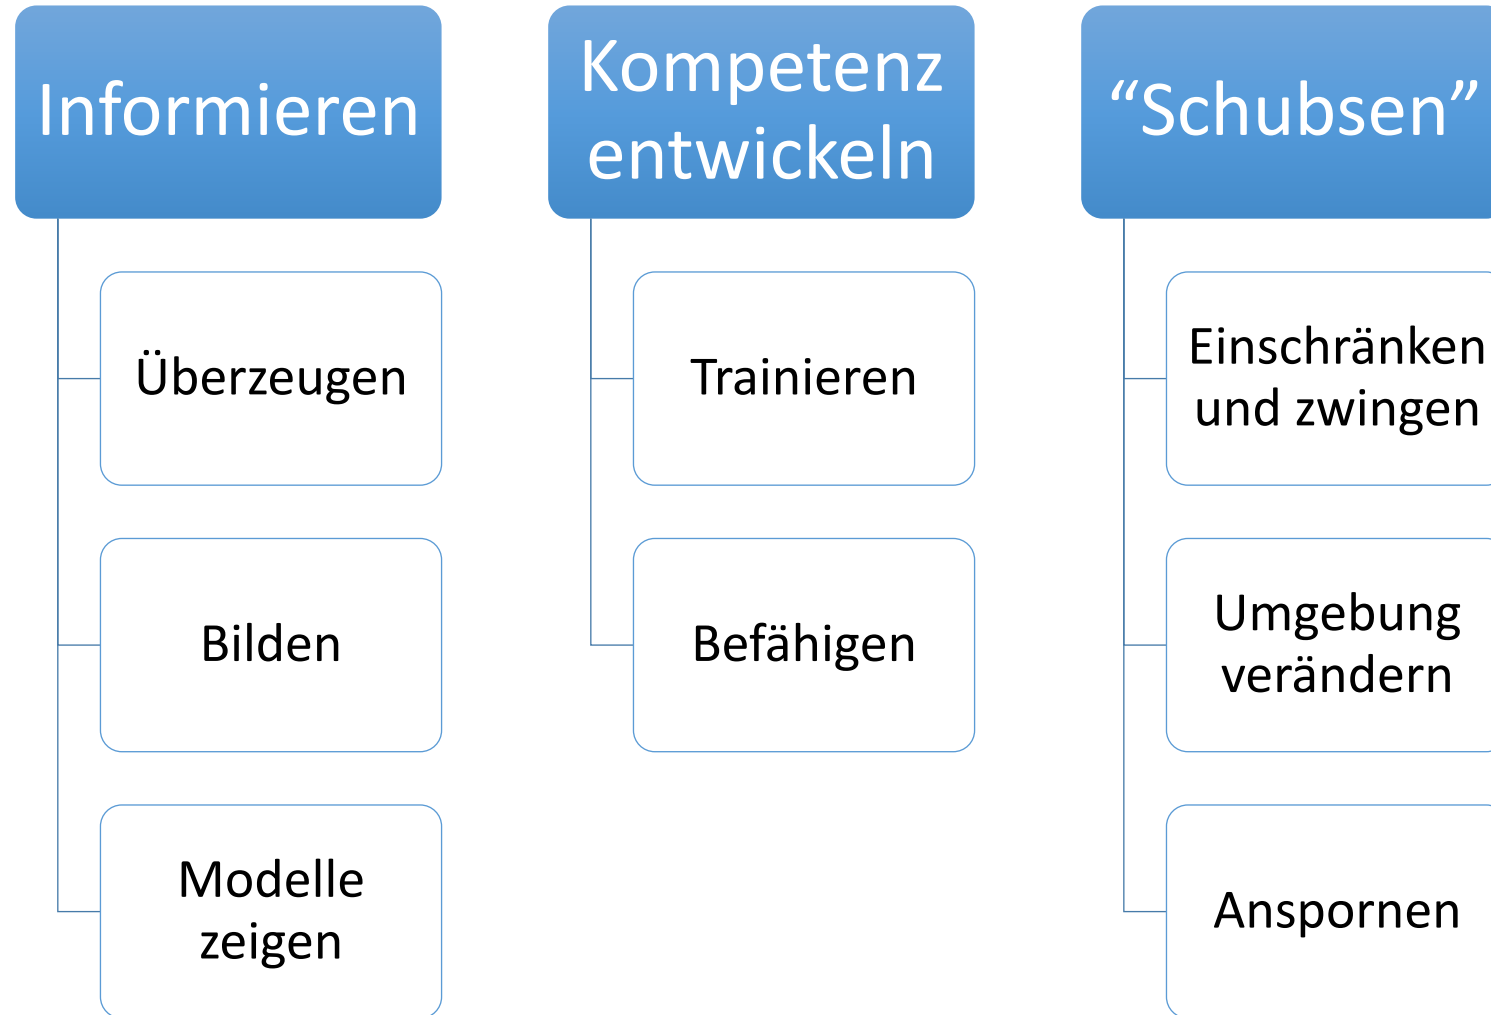 Informieren
Überzeugen
Bilden
Modelle
zeigen
Kompetenz
entwickeln
Trainieren
Befähigen
“Schubsen”
Einschränken
und zwingen
Umgebung
verändern
Anspornen